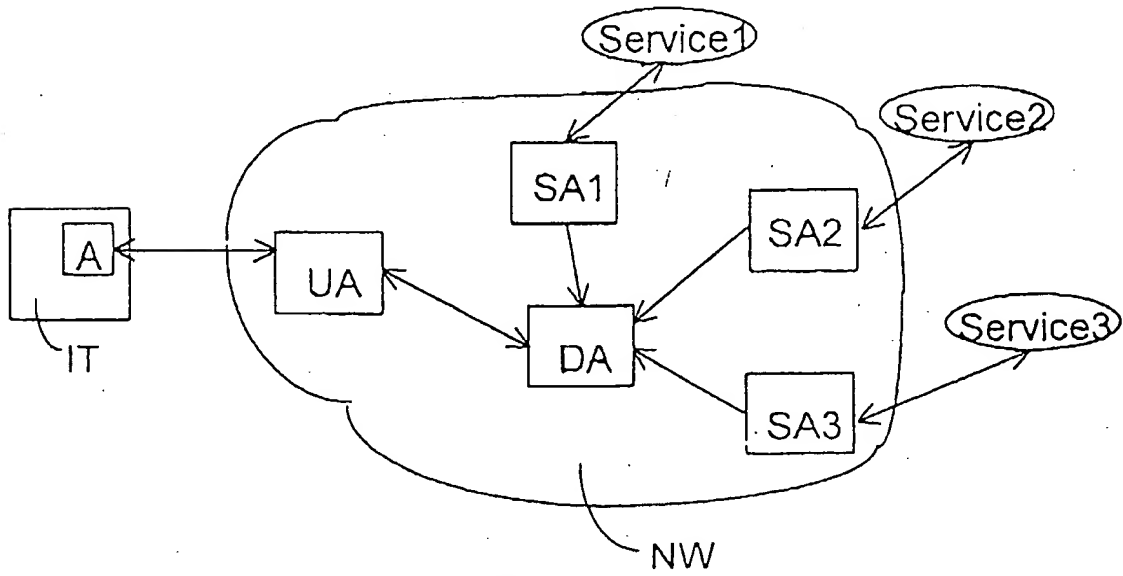 Service1
Service2
SA1
SA2
A
UA
Service3
DA
IT
SA3
NW